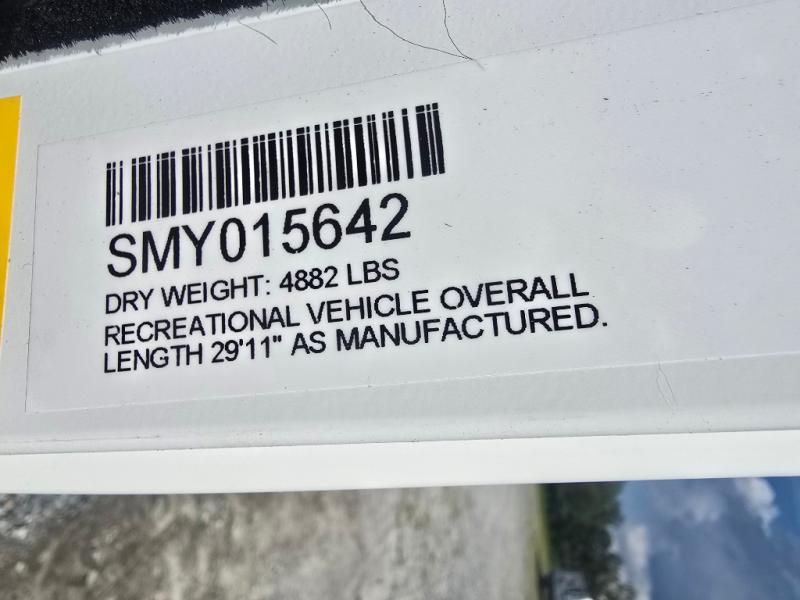 SMY015642
DRY WEIGHT: 4882 LBS
RECREATIONAL VEHICLE OVERALL
LENGTH 29'11" AS MANUFACTURED.